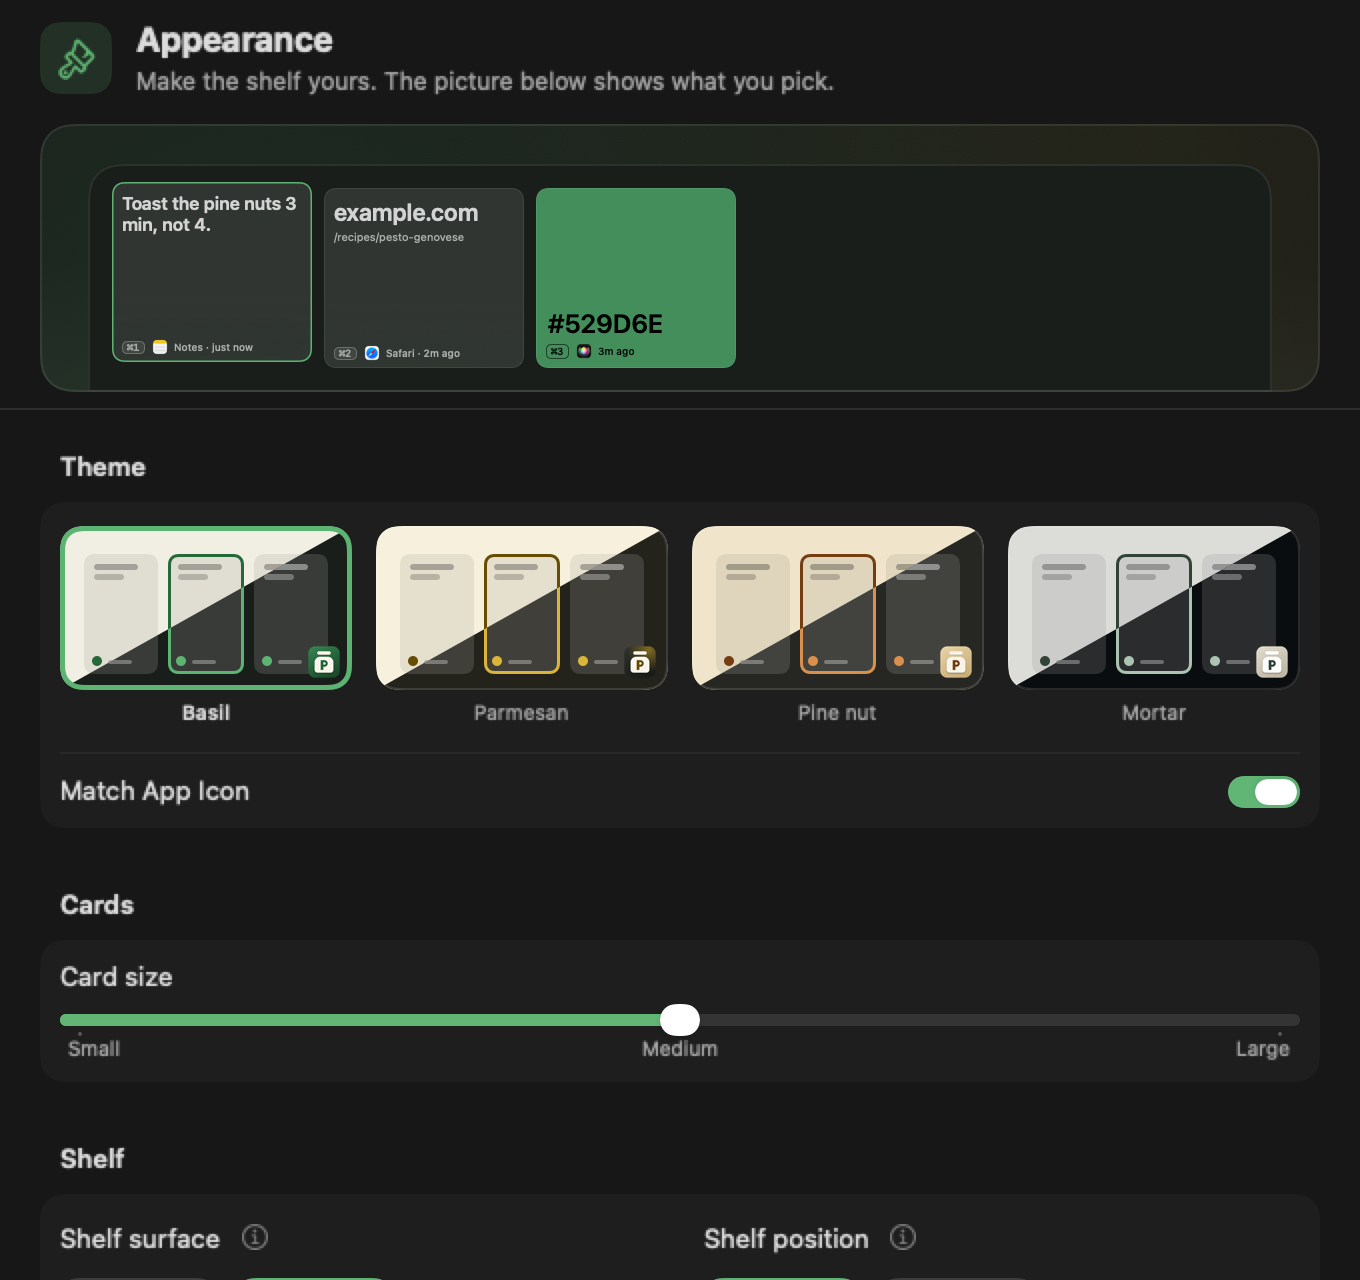 Appearance
Make the shelf yours. The picture below shows what you pick.
Toast the pine nuts 3
min, not 4.
⌘1 Notes · just now
example.com
/recipes/pesto-genovese
⌘2 Safari · 2m ago
#529D6E
⌘3 3m ago
Theme
P
P
P
P
Basil
Parmesan
Pine nut
Mortar
Match App Icon
Cards
Card size
Small
Medium
Large
Shelf
Shelf surface
Shelf position